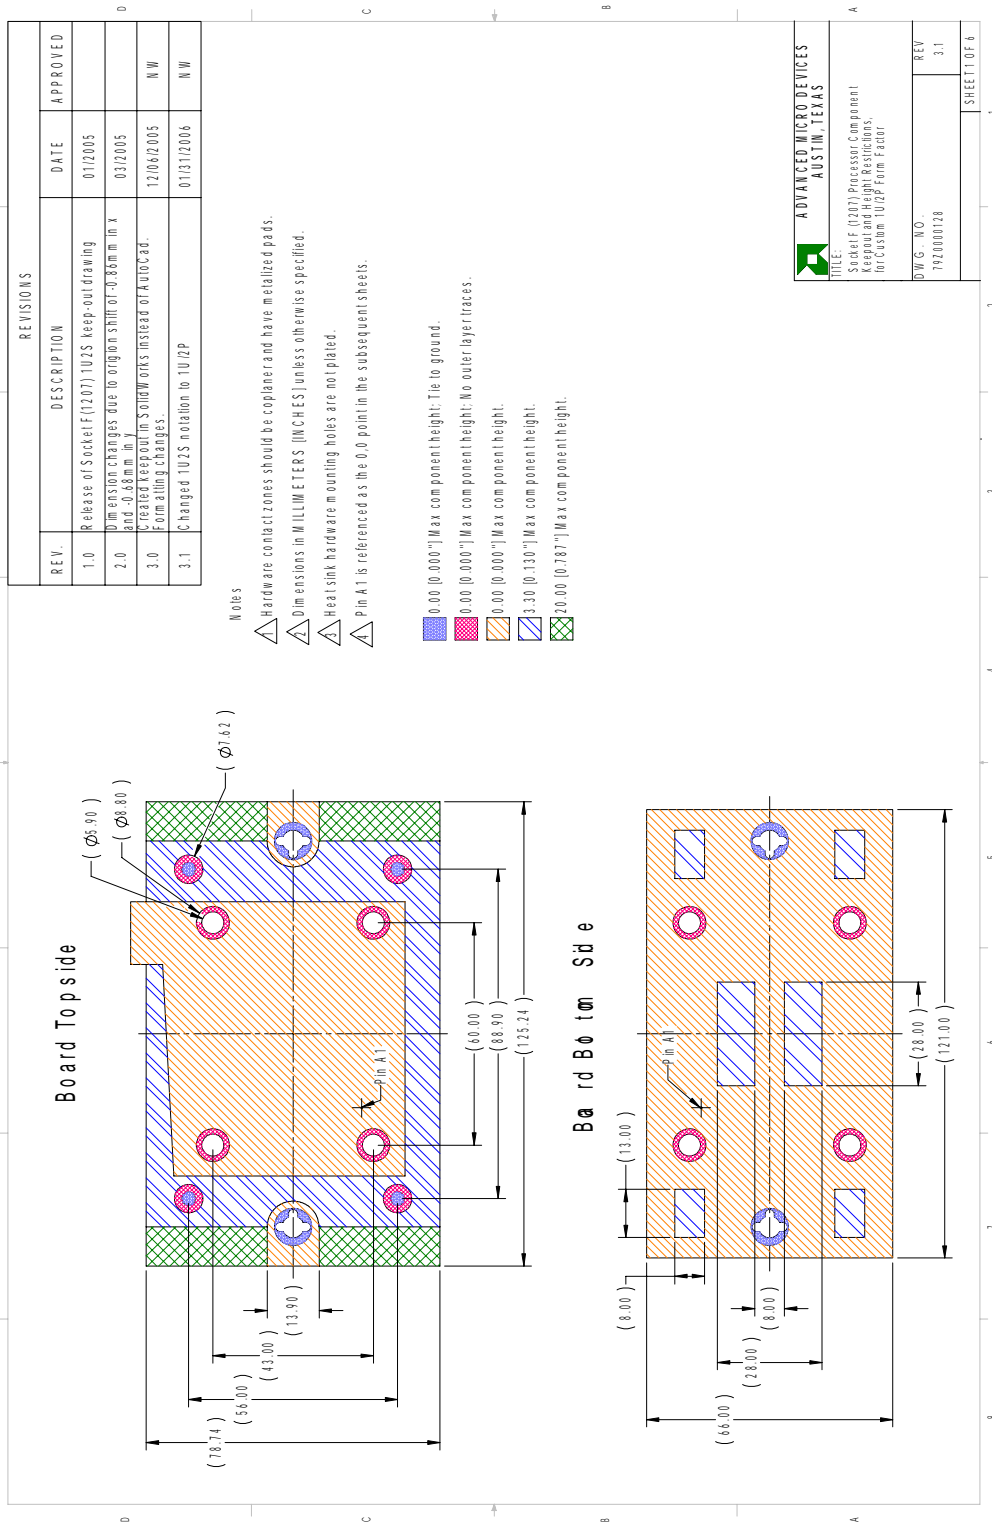 REVISIONS
REV. DESCRIPTION DATE APPROVED
1.0 Release of Socket F (1207) 1U2S keep-out drawing 01/2005
2.0 Dimension changes due to origion shift of -0.85mm in x
and -0.68mm in y 03/2005
3.0 Created keepout in SolidWorks instead of AutoCad.
Formatting changes. 12/06/2005 NW
3.1 Changed 1U2S notation to 1U/2P 01/31/2006 NW
Notes
1 Hardware contact zones should be coplaner and have metalized pads.
2 Dimensions in MILLIMETERS [INCHES] unless otherwise specified.
3 Heatsink hardware mounting holes are not plated.
4 Pin A1 is referenced as the 0,0 point in the subsequent sheets.
0.00 [0.000"] Max component height; Tie to ground.
0.00 [0.000"] Max component height; No outer layer traces.
0.00 [0.000"] Max component height.
3.30 [0.130"] Max component height.
20.00 [0.787"] Max component height.
Board Topside
(Ø5.90)
(Ø8.80)
(Ø7.62)
Pin A1
(60.00)
(88.90)
(125.24)
(13.90)
(43.00)
(56.00)
(78.74)
Board Bottom Side
Pin A1
(13.00)
(8.00)
(8.00)
(28.00)
(66.00)
(28.00)
(121.00)
ADVANCED MICRO DEVICES
AUSTIN, TEXAS
TITLE:
Socket F (1207) Processor Component
Keepout and Height Restrictions,
for Custom 1U/2P Form Factor
DWG. NO. REV
79Z0000128 3.1
SHEET 1 OF 6